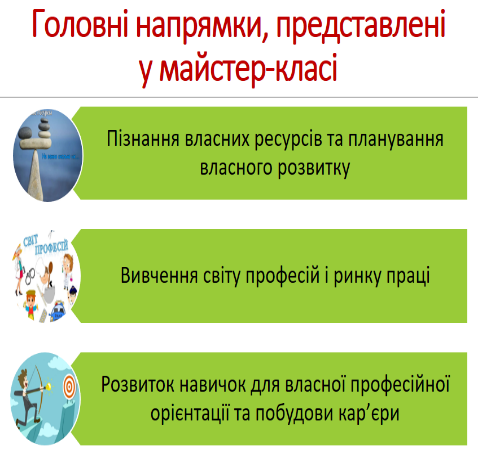 Головні напрямки, представлені
у майстер-класі
Пізнання власних ресурсів та планування
власного розвитку
СВІТ
ПРОФЕСІЙ
Вивчення світу професій і ринку праці
Розвиток навичок для власної професійної
орієнтації та побудови кар’єри